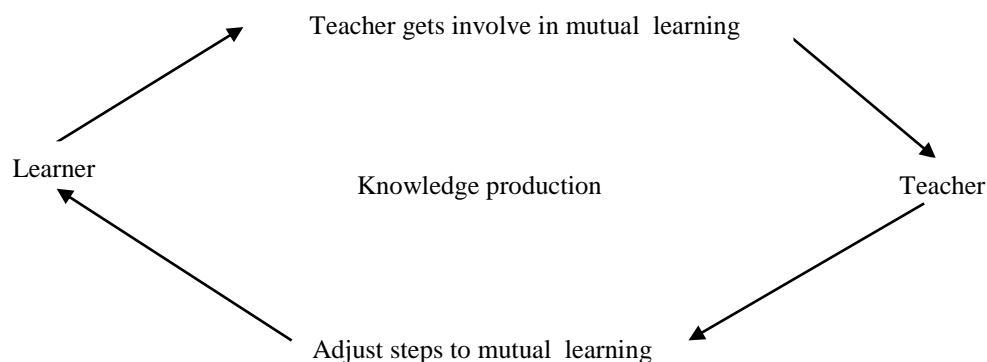 Teacher gets involve in mutual learning
Learner
Knowledge production
Teacher
Adjust steps to mutual learning